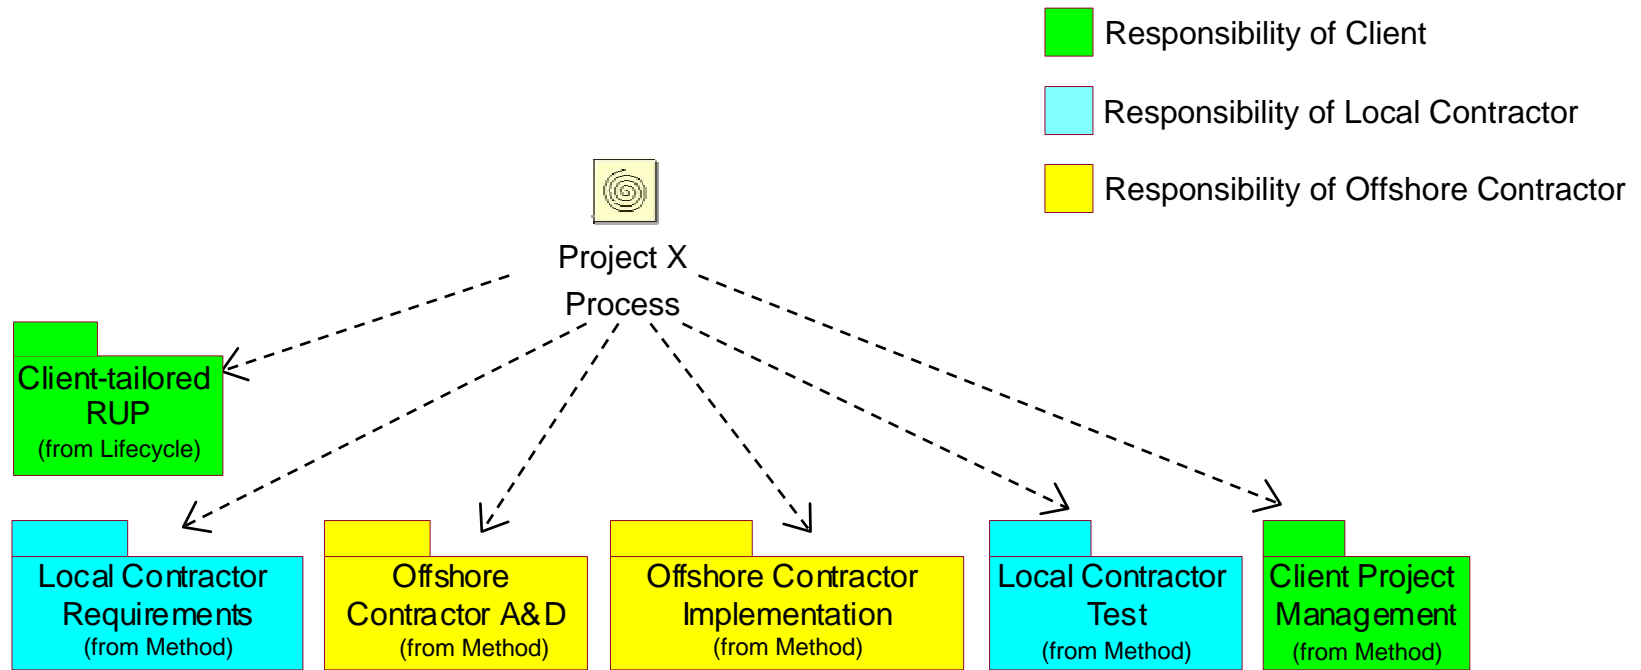 Responsibility of Client
Responsibility of Local Contractor
Responsibility of Offshore Contractor
Project X
Process
Client-tailored
RUP
(from Lifecycle)
Local Contractor
Requirements
(from Method)
Offshore
Contractor A&D
(from Method)
Offshore Contractor
Implementation
(from Method)
Local Contractor
Test
(from Method)
Client Project
Management
(from Method)